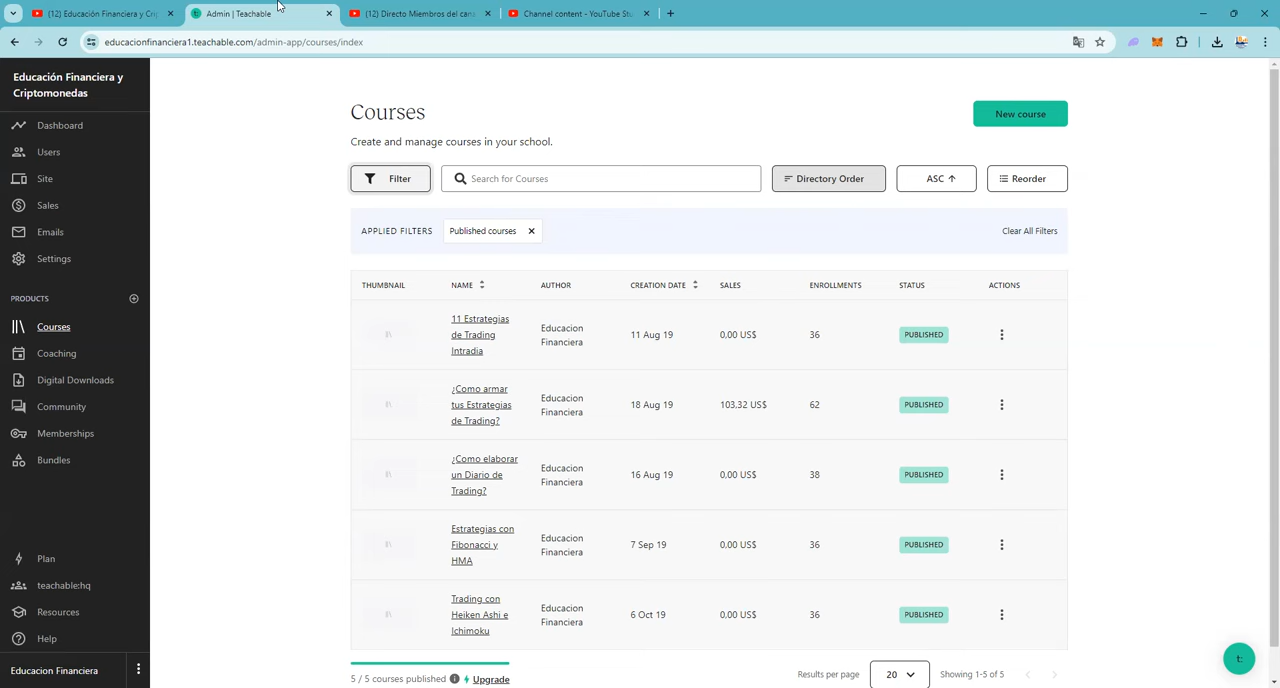 (12) Educación Financiera y Cri
Admin | Teachable
(12) Directo Miembros del cana
Channel content - YouTube Stu
educacionfinanciera1.teachable.com/admin-app/courses/index
Educación Financiera y
Criptomonedas
Dashboard
Users
Site
Sales
Emails
Settings
PRODUCTS
Courses
Coaching
Digital Downloads
Community
Memberships
Bundles
Plan
teachable:hq
Resources
Help
Educacion Financiera
Courses
New course
Create and manage courses in your school.
Filter
Search for Courses
Directory Order
ASC ↑
Reorder
APPLIED FILTERS
Published courses ×
Clear All Filters
THUMBNAIL NAME AUTHOR CREATION DATE SALES ENROLLMENTS STATUS ACTIONS
11 Estrategias
de Trading
Intradia
Educacion
Financiera
11 Aug 19
0,00 US$
36
PUBLISHED
¿Como armar
tus Estrategias
de Trading?
Educacion
Financiera
18 Aug 19
103,32 US$
62
PUBLISHED
¿Como elaborar
un Diario de
Trading?
Educacion
Financiera
16 Aug 19
0,00 US$
38
PUBLISHED
Estrategias con
Fibonacci y
HMA
Educacion
Financiera
7 Sep 19
0,00 US$
36
PUBLISHED
Trading con
Heiken Ashi e
Ichimoku
Educacion
Financiera
6 Oct 19
0,00 US$
36
PUBLISHED
5 / 5 courses published
Upgrade
Results per page
20
Showing 1-5 of 5
t: